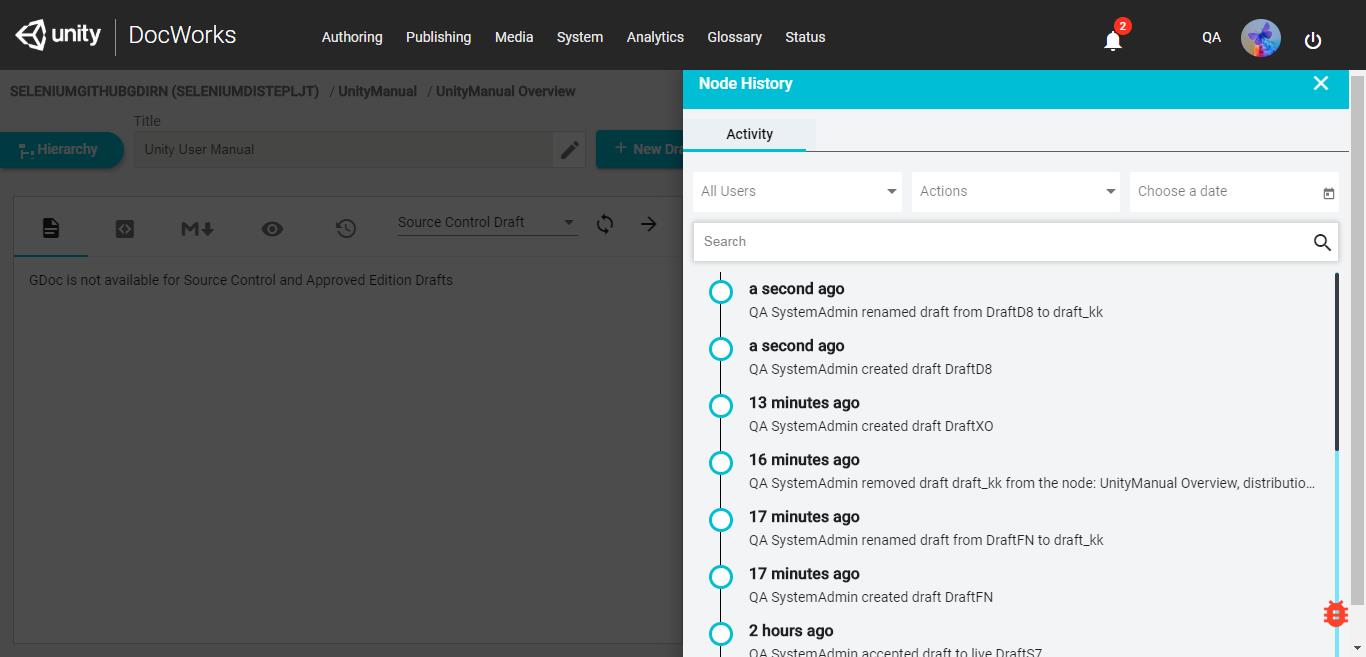 unity DocWorks Authoring Publishing Media System Analytics Glossary Status 2 QA
SELENIUMGITHUBGDIRN (SELENIUMDISTEPLJT) / UnityManual / UnityManual Overview
Title
Hierarchy Unity User Manual + New Dra
M Source Control Draft
GDoc is not available for Source Control and Approved Edition Drafts
Node History
Activity
All Users Actions Choose a date
Search
a second ago
QA SystemAdmin renamed draft from DraftD8 to draft_kk
a second ago
QA SystemAdmin created draft DraftD8
13 minutes ago
QA SystemAdmin created draft DraftXO
16 minutes ago
QA SystemAdmin removed draft draft_kk from the node: UnityManual Overview, distributio...
17 minutes ago
QA SystemAdmin renamed draft from DraftFN to draft_kk
17 minutes ago
QA SystemAdmin created draft DraftFN
2 hours ago
QA SystemAdmin accepted draft to live DraftS7